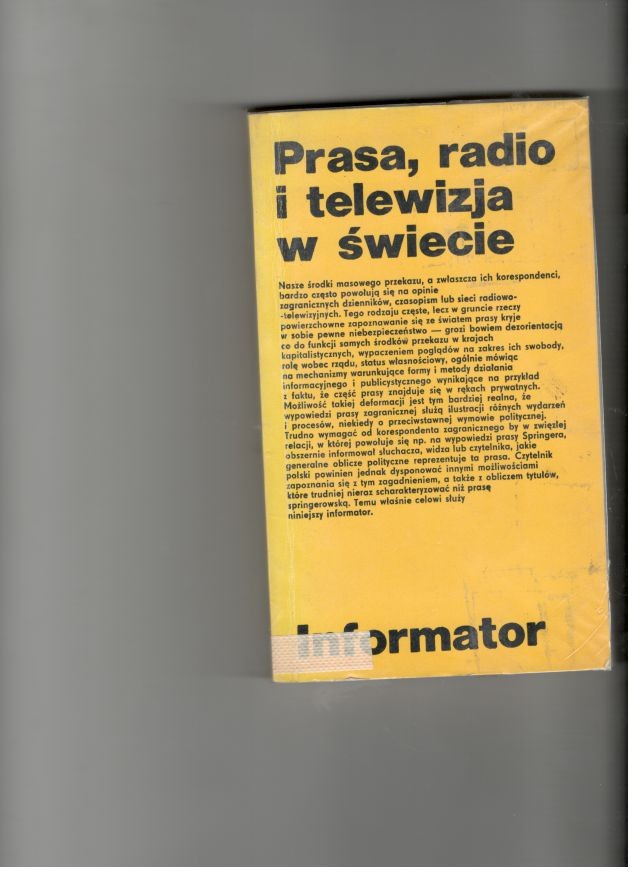 Prasa, radio
i telewizja
w świecie
Nasze środki masowego przekazu, a zwłaszcza ich korespondenci,
bardzo często powołują się na opinie
zagranicznych dzienników, czasopism lub sieci radiowo-
-telewizyjnych. Tego rodzaju częste, lecz w gruncie rzeczy
powierzchowne zapoznawanie się ze światem prasy kryje
w sobie pewne niebezpieczeństwo — grozi bowiem dezorientacją
co do funkcji samych środków przekazu w krajach
kapitalistycznych, wypaczeniem poglądów na zakres ich swobody,
rolę wobec rządu, status własnościowy, ogólnie mówiąc
na mechanizmy warunkujące formy i metody działania
informacyjnego i publicystycznego wynikające na przykład
z faktu, że część prasy znajduje się w rękach prywatnych.
Możliwość takiej deformacji jest tym bardziej realna, że
wypowiedzi prasy zagranicznej służą ilustracji różnych wydarzeń
i procesów, niekiedy o przeciwstawnej wymowie politycznej.
Trudno wymagać od korespondenta zagranicznego by w zwięzłej
relacji, w której powołuje się np. na wypowiedzi prasy Springera,
obszernie informował słuchacza, widza lub czytelnika, jakie
generalne oblicze polityczne reprezentuje ta prasa. Czytelnik
polski powinien jednak dysponować innymi możliwościami
zapoznania się z tym zagadnieniem, a także z obliczem tytułów,
które trudniej nieraz scharakteryzować niż prasę
springerowską. Temu właśnie celowi służy
niniejszy informator.
informator